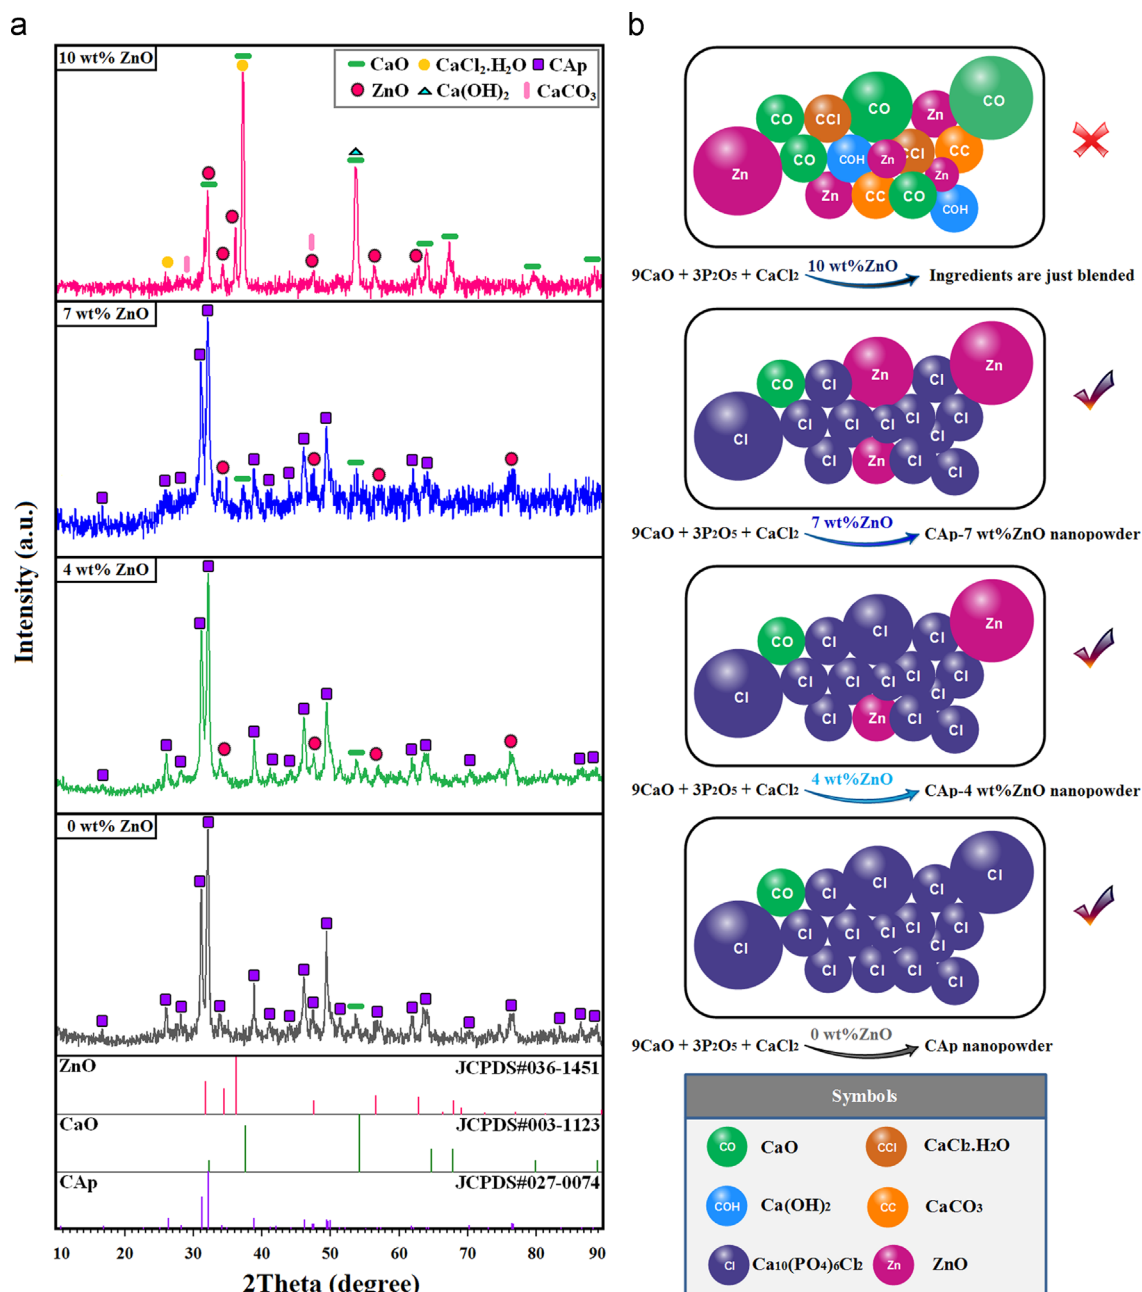 a
b
10 wt% ZnO
CaO
CaCl₂.H₂O
CAp
ZnO
Ca(OH)₂
CaCO₃
7 wt% ZnO
4 wt% ZnO
0 wt% ZnO
ZnO
JCPDS#036-1451
CaO
JCPDS#003-1123
CAp
JCPDS#027-0074
10 20 30 40 50 60 70 80 90
2Theta (degree)
Intensity (a.u.)
CO
CO
Zn
CO
CCl
Zn
CO
COH
Zn
CCl
CC
Zn
Zn
CC
CO
COH
9CaO + 3P₂O₅ + CaCl₂
10 wt%ZnO
Ingredients are just blended
Zn
Zn
CO
Cl
Cl
Cl
Cl
Cl
Cl
Cl
Cl
Cl
Cl
Zn
Cl
Cl
9CaO + 3P₂O₅ + CaCl₂
7 wt%ZnO
CAp-7 wt%ZnO nanopowder
Zn
Cl
CO
Cl
Cl
Cl
Cl
Cl
Cl
Cl
Cl
Cl
Cl
Zn
Cl
Cl
9CaO + 3P₂O₅ + CaCl₂
4 wt%ZnO
CAp-4 wt%ZnO nanopowder
Cl
Cl
CO
Cl
Cl
Cl
Cl
Cl
Cl
Cl
Cl
Cl
Cl
Cl
Cl
Cl
9CaO + 3P₂O₅ + CaCl₂
0 wt%ZnO
CAp nanopowder
Symbols
CO CaO
CCl CaCl₂.H₂O
COH Ca(OH)₂
CC CaCO₃
Cl Ca₁₀(PO₄)₆Cl₂
Zn ZnO